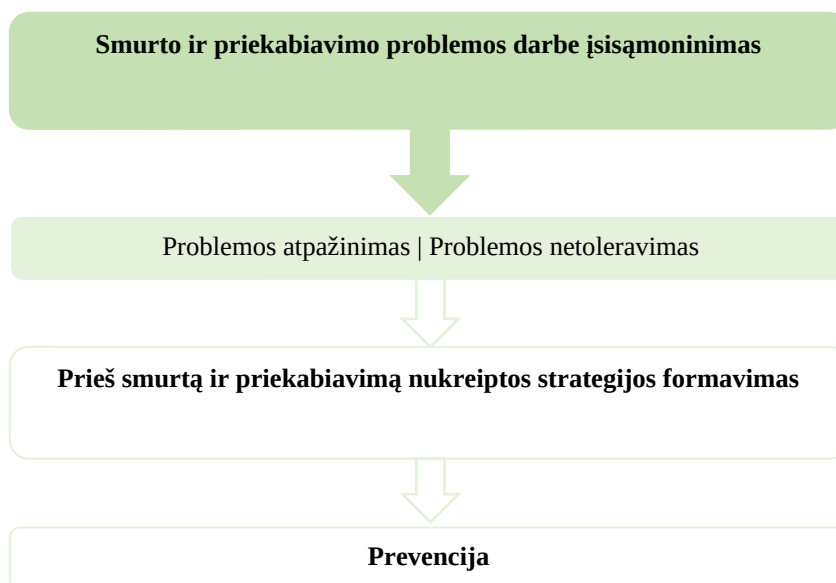 Smurto ir priekabiavimo problemos darbe įsisąmoninimas
Problemos atpažinimas | Problemos netoleravimas
Prieš smurtą ir priekabiavimą nukreiptos strategijos formavimas
Prevencija